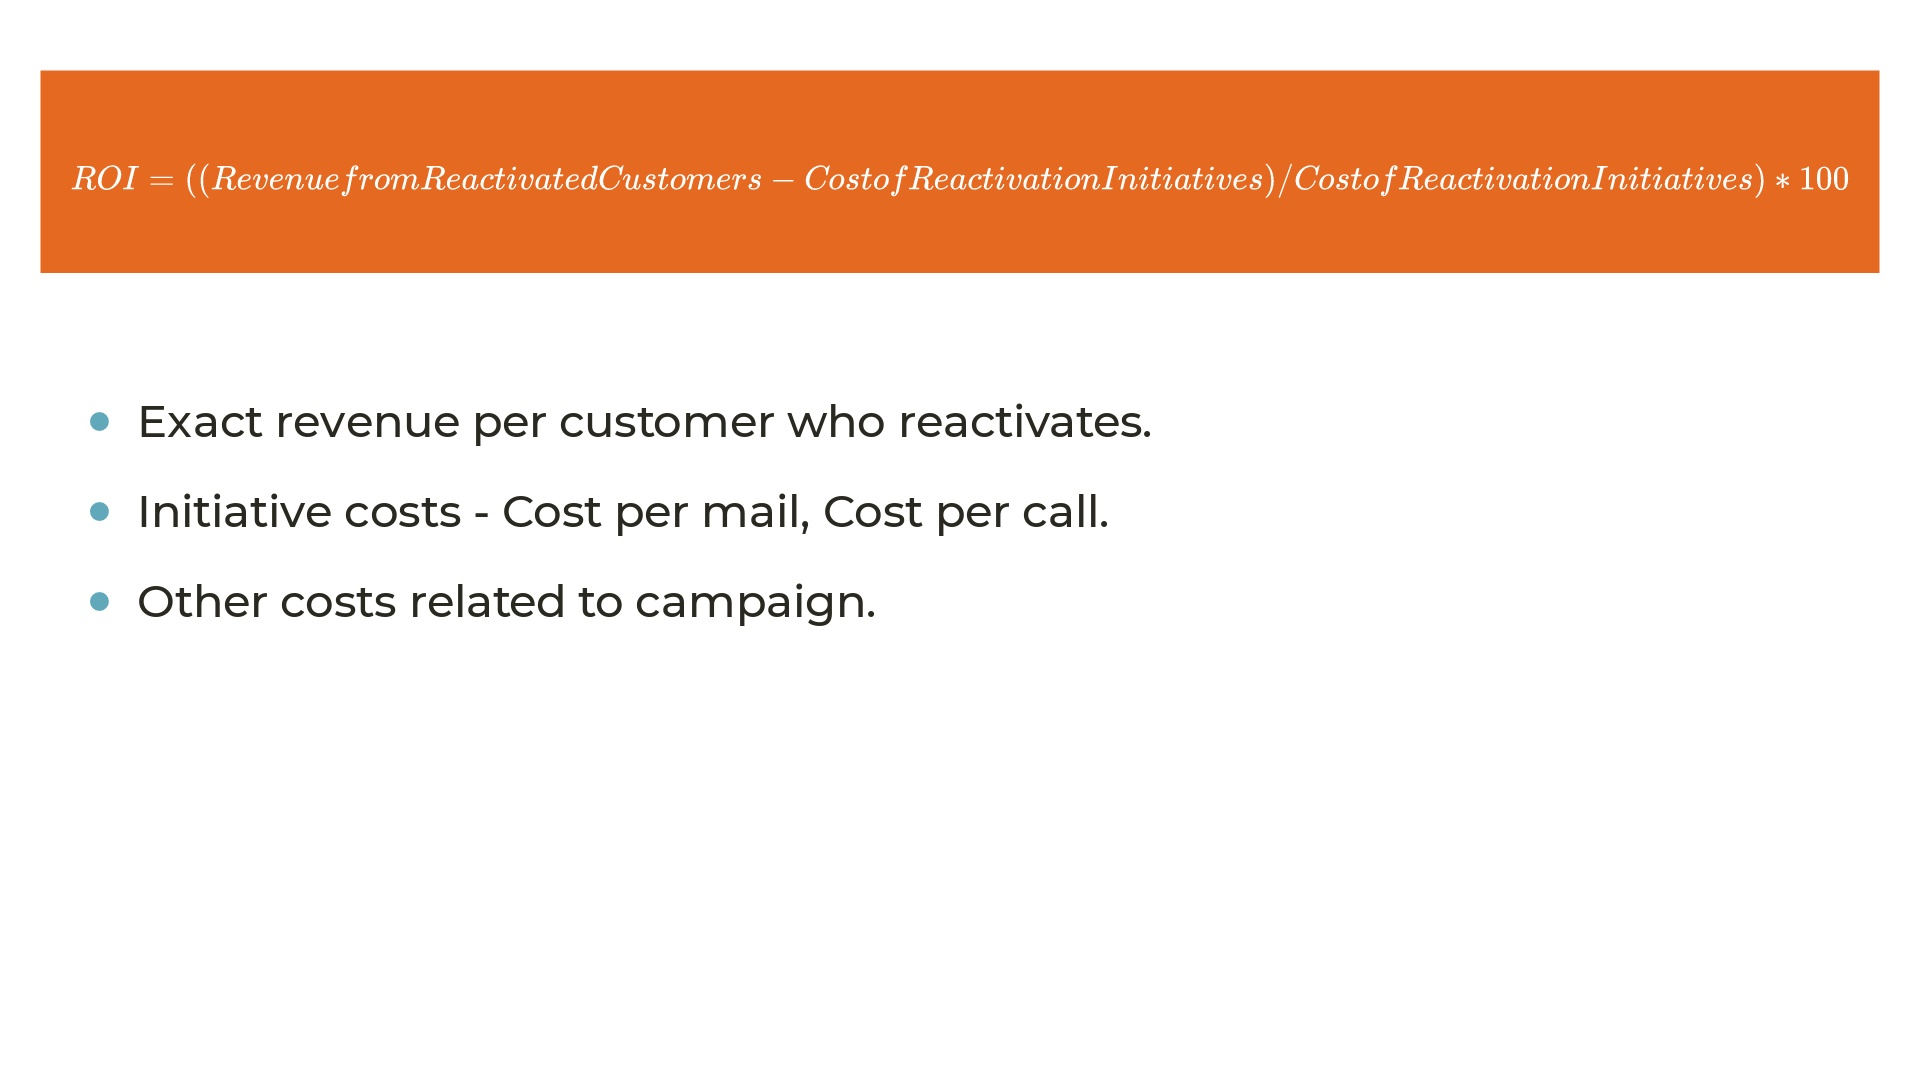 ROI = ((RevenuefromReactivatedCustomers − CostofReactivationInitiatives)/CostofReactivationInitiatives) * 100
Exact revenue per customer who reactivates.
Initiative costs - Cost per mail, Cost per call.
Other costs related to campaign.